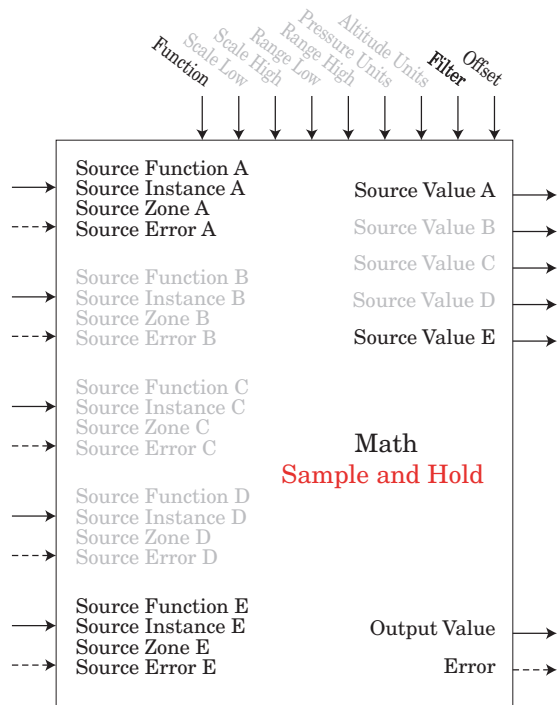 Function
Scale Low
Scale High
Range Low
Range High
Pressure Units
Altitude Units
Filter
Offset
Source Function A
Source Instance A
Source Zone A
Source Error A
Source Function B
Source Instance B
Source Zone B
Source Error B
Source Function C
Source Instance C
Source Zone C
Source Error C
Source Function D
Source Instance D
Source Zone D
Source Error D
Source Function E
Source Instance E
Source Zone E
Source Error E
Source Value A
Source Value B
Source Value C
Source Value D
Source Value E
Math
Sample and Hold
Output Value
Error